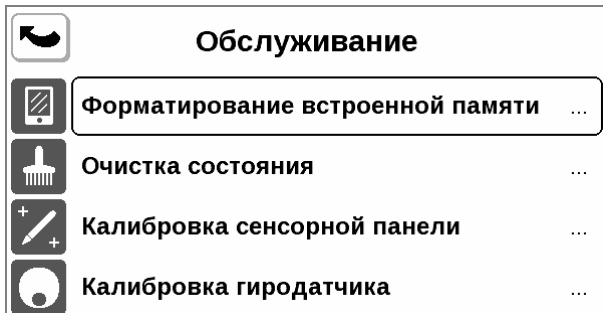 Обслуживание
Форматирование встроенной памяти ...
Очистка состояния ...
Калибровка сенсорной панели ...
Калибровка гиродатчика ...